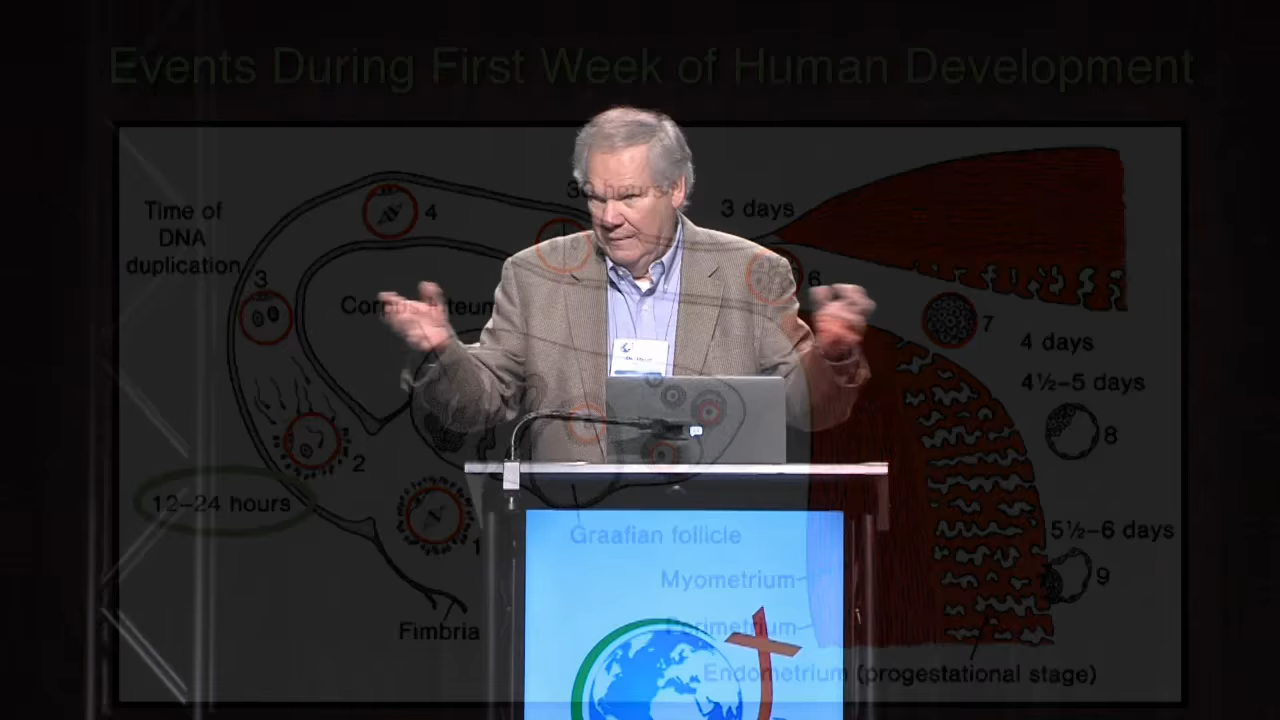 Events During First Week of Human Development
Time of
DNA
duplication
4
3 days
3
6
7
4 days
4½–5 days
8
2
12–24 hours
1
5½–6 days
9
Graafian follicle
Myometrium
Perimetrium
Fimbria
Endometrium (progestational stage)